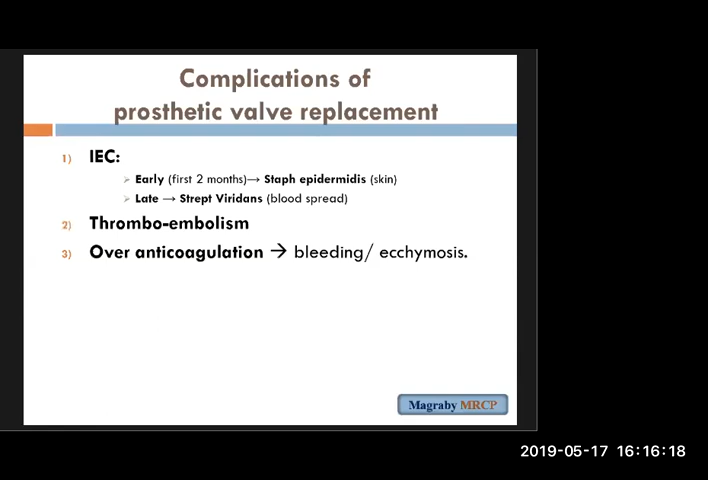 Complications of
prosthetic valve replacement
1) IEC:
➢ Early (first 2 months)→ Staph epidermidis (skin)
➢ Late → Strept Viridans (blood spread)
2) Thrombo-embolism
3) Over anticoagulation → bleeding/ ecchymosis.
Magraby MRCP
2019-05-17 16:16:18